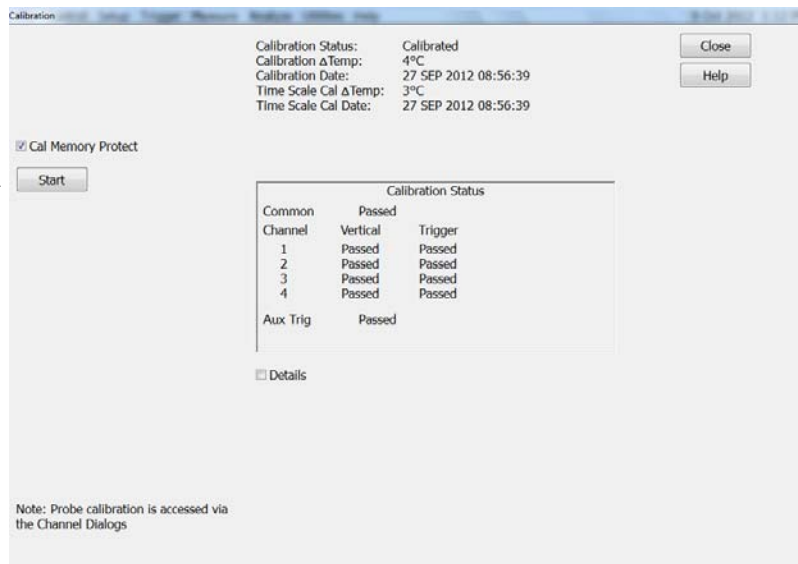 Calibration
Calibration Status: Calibrated
Calibration ΔTemp: 4°C
Calibration Date: 27 SEP 2012 08:56:39
Time Scale Cal ΔTemp: 3°C
Time Scale Cal Date: 27 SEP 2012 08:56:39
Close
Help
Cal Memory Protect
Start
Calibration Status
Common Passed
Channel Vertical Trigger
1 Passed Passed
2 Passed Passed
3 Passed Passed
4 Passed Passed
Aux Trig Passed
Details
Note: Probe calibration is accessed via
the Channel Dialogs